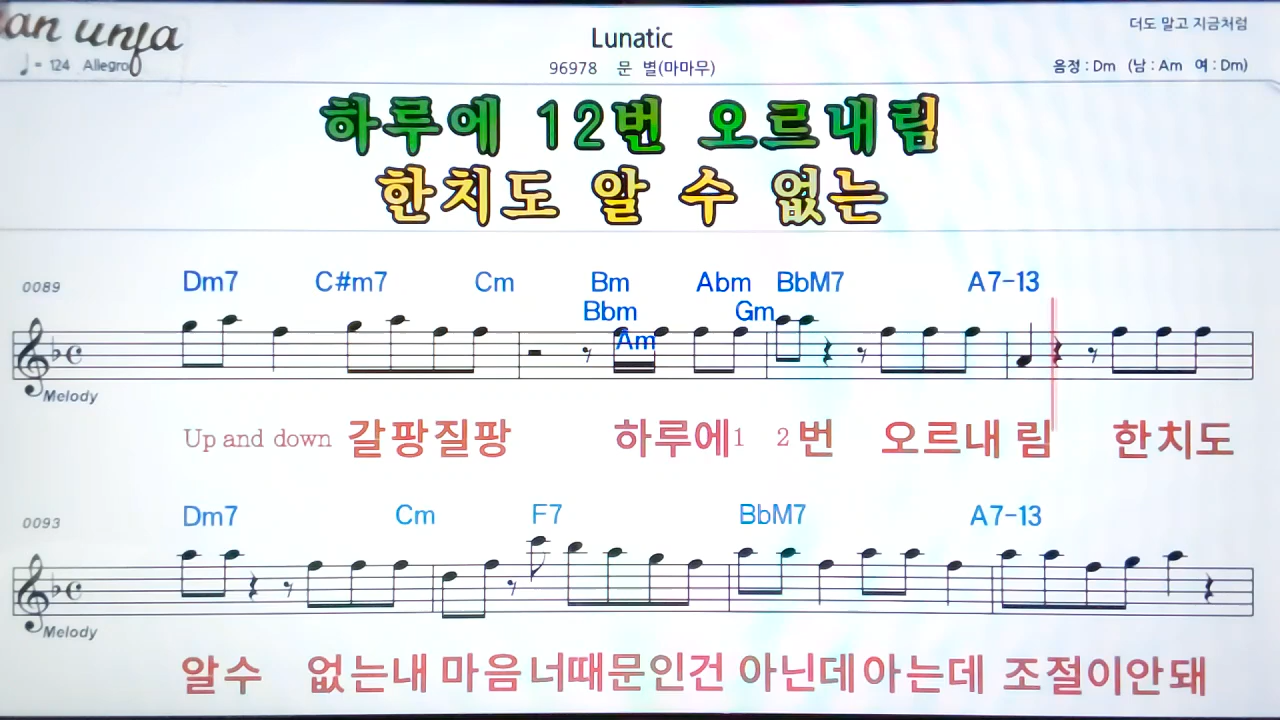 더도 말고 지금처럼
Lunatic
♩= 124 Allegro
96978 문 별(마마무)
음정 : Dm (남 : Am 여 : Dm)
하루에 12번 오르내림
한치도 알 수 없는
0089 Dm7 C#m7 Cm Bm Abm BbM7 A7-13
Bbm Gm
Am
Melody
Up and down 갈팡질팡 하루에1 2번 오르내 림 한치도
0093 Dm7 Cm F7 BbM7 A7-13
Melody
알수 없는내 마음너때문인건 아닌데아는데 조절이안돼